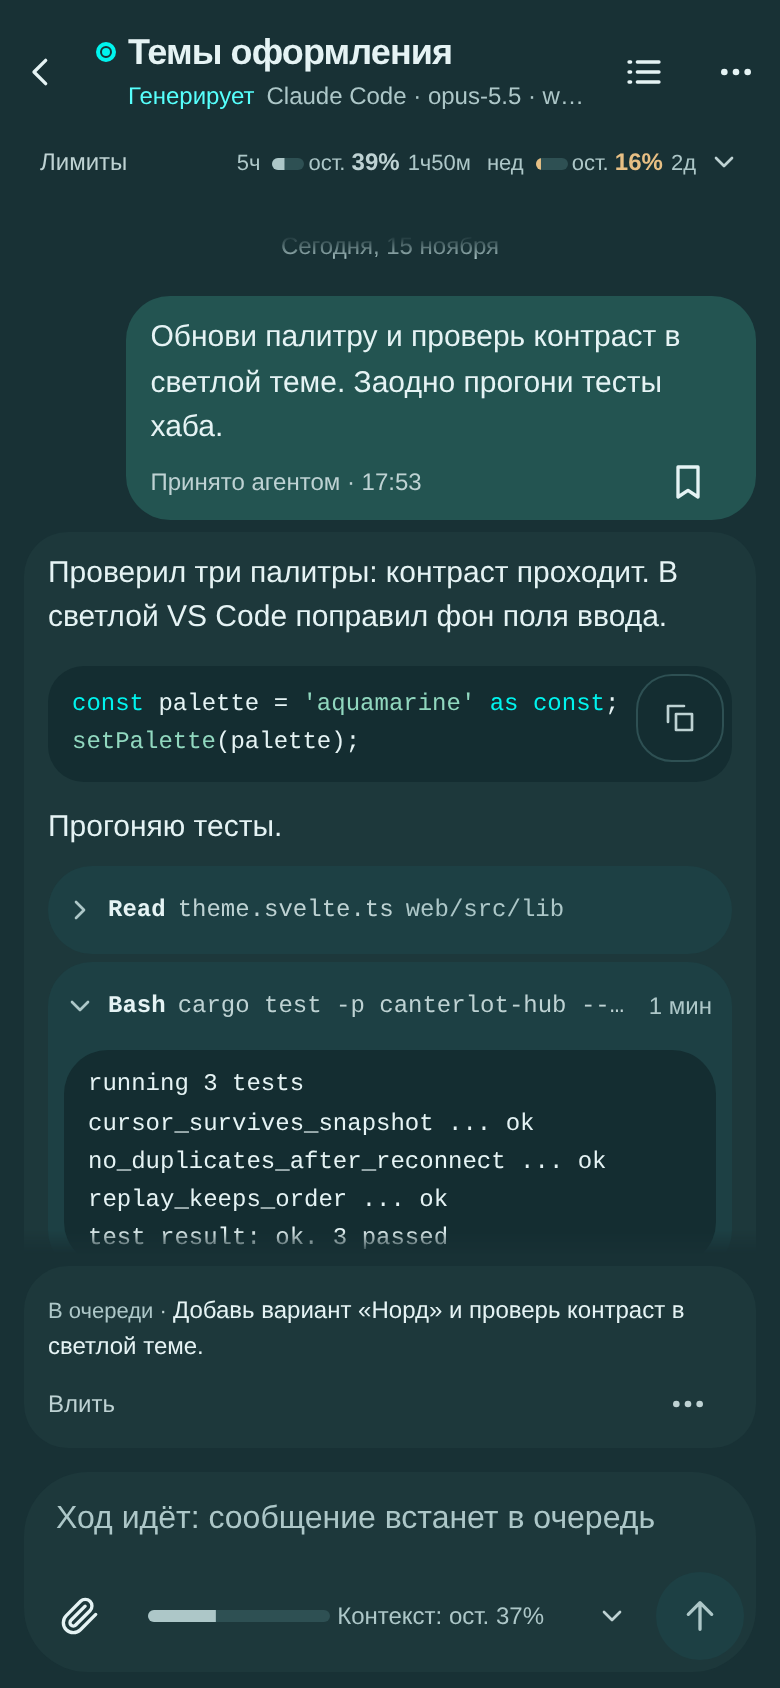 Темы оформления
Генерирует Claude Code · opus-5.5 · w…
Лимиты 5ч ост. 39% 1ч50м нед ост. 16% 2д
Сегодня, 15 ноября
Обнови палитру и проверь контраст в
светлой теме. Заодно прогони тесты
хаба.
Принято агентом · 17:53
Проверил три палитры: контраст проходит. В
светлой VS Code поправил фон поля ввода.
const palette = 'aquamarine' as const;
setPalette(palette);
Прогоняю тесты.
Read theme.svelte.ts web/src/lib
Bash cargo test -p canterlot-hub --… 1 мин
running 3 tests
cursor_survives_snapshot ... ok
no_duplicates_after_reconnect ... ok
replay_keeps_order ... ok
test result: ok. 3 passed
В очереди · Добавь вариант «Норд» и проверь контраст в
светлой теме.
Влить
Ход идёт: сообщение встанет в очередь
Контекст: ост. 37%